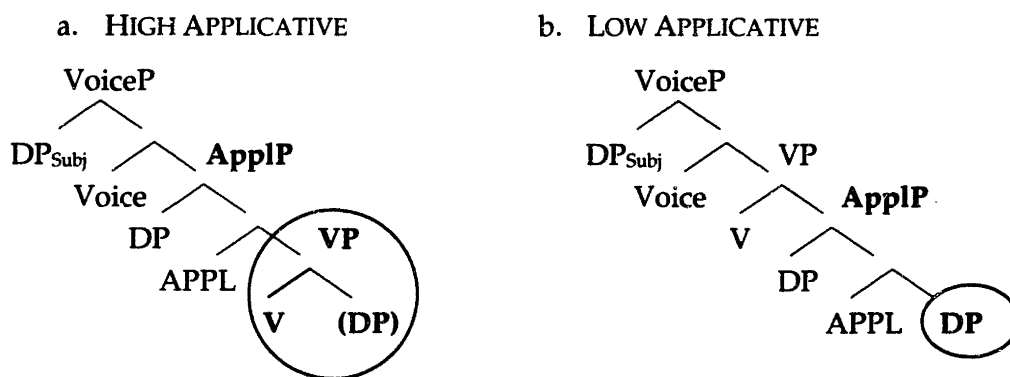 a. HIGH APPLICATIVE b. LOW APPLICATIVE
VoiceP VoiceP
DPSubj ApplP DPSubj VP
Voice Voice ApplP
DP VP V
APPL DP
V (DP) APPL DP